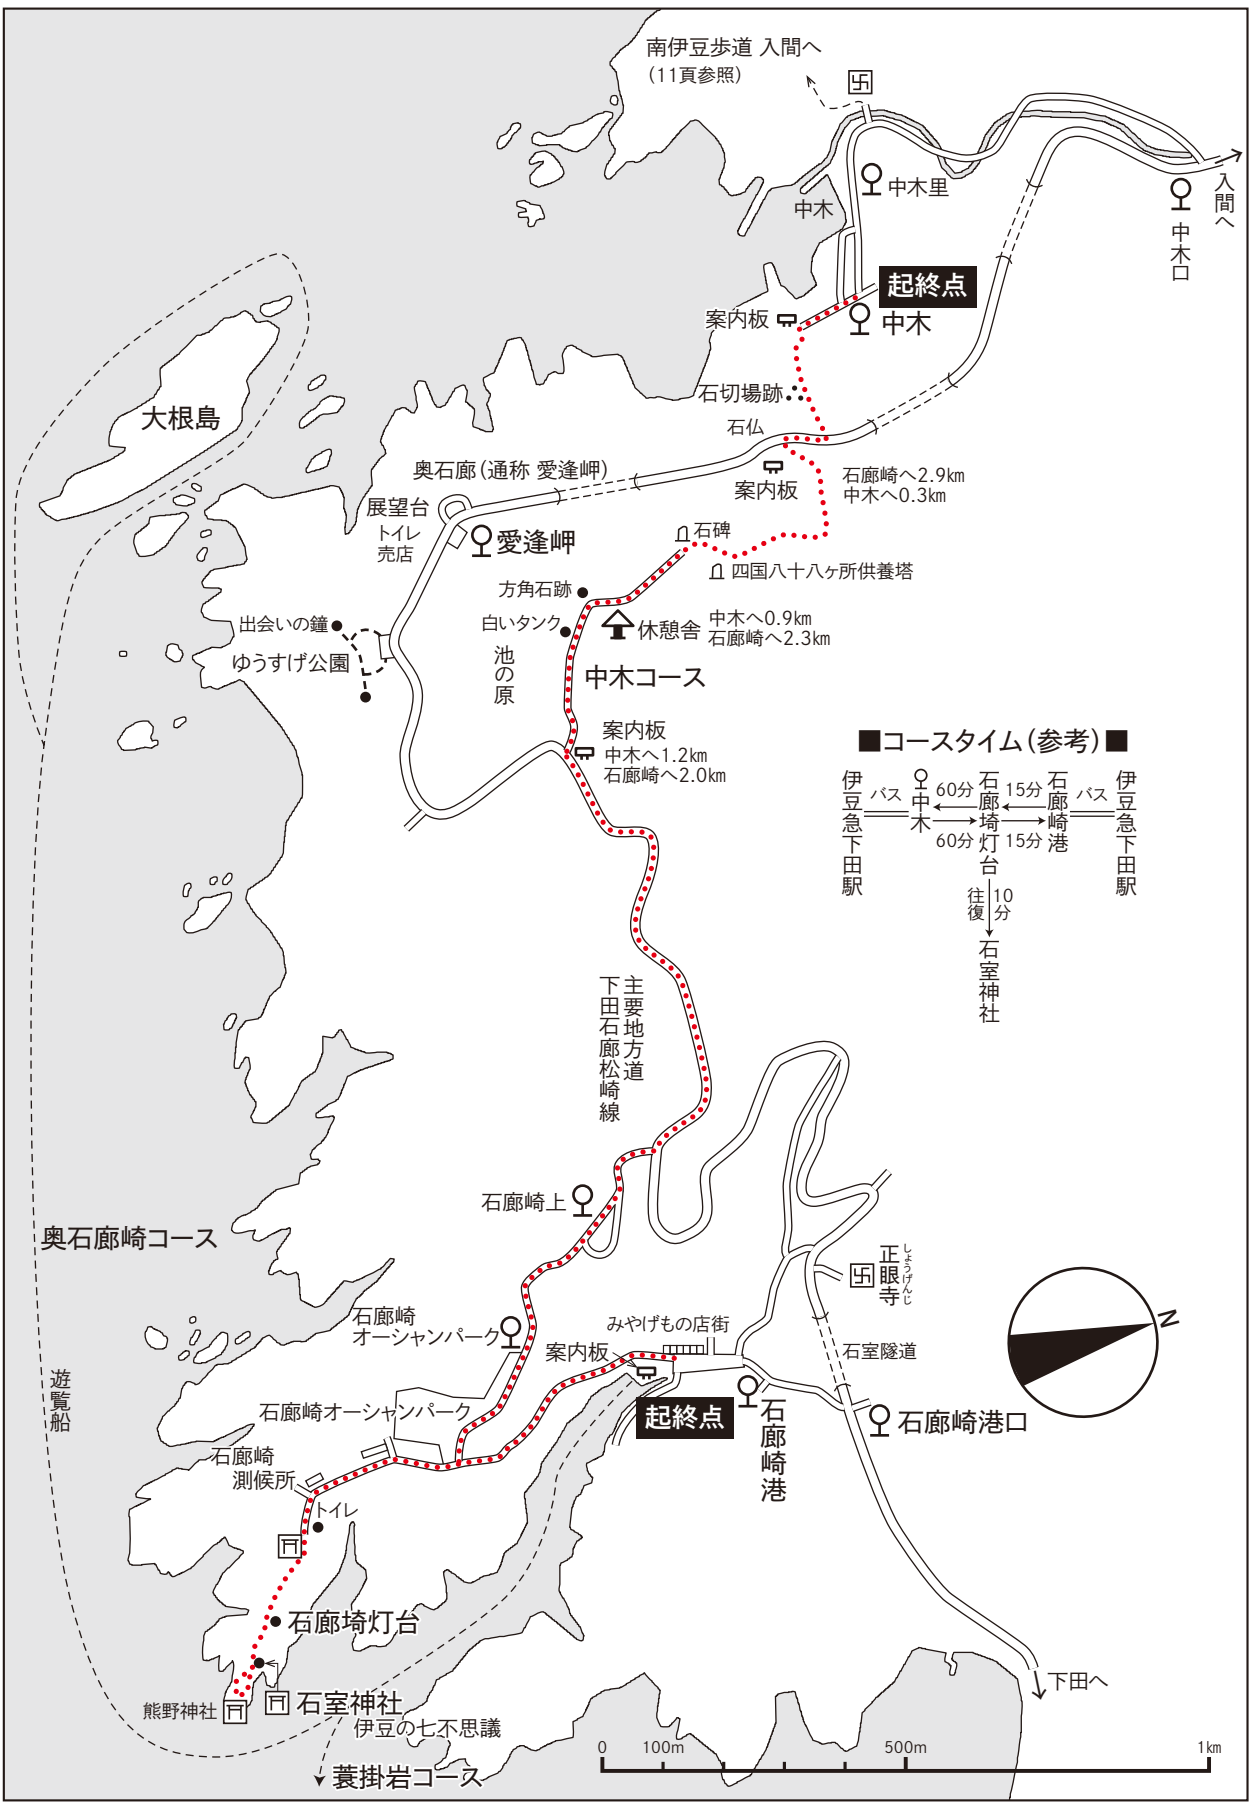 南伊豆歩道 入間へ
(11頁参照)
卍
中木里
中木
入間へ
中木口
起終点
案内板
中木
石切場跡
大根島
石仏
奥石廊(通称 愛逢岬)
案内板
石廊崎へ2.9km
中木へ0.3km
展望台
トイレ
売店
愛逢岬
石碑
四国八十八ヶ所供養塔
方角石跡
出会いの鐘
白いタンク
休憩舎
中木へ0.9km
石廊崎へ2.3km
ゆうすげ公園
池の原
中木コース
案内板
中木へ1.2km
石廊崎へ2.0km
■コースタイム(参考)■
伊豆急下田駅
バス
中木
60分
60分
石廊埼灯台
15分
15分
石廊崎港
バス
伊豆急下田駅
往復
10分
石室神社
主要地方道
下田石廊松崎線
石廊崎上
奥石廊崎コース
正眼寺
しょうげんじ
卍
石廊崎
オーシャンパーク
みやげもの店街
案内板
石室隧道
N
遊覧船
石廊崎オーシャンパーク
起終点
石廊崎港
石廊崎港口
石廊崎
測候所
トイレ
石廊埼灯台
下田へ
熊野神社
石室神社
伊豆の七不思議
蓑掛岩コース
0 100m 500m 1km